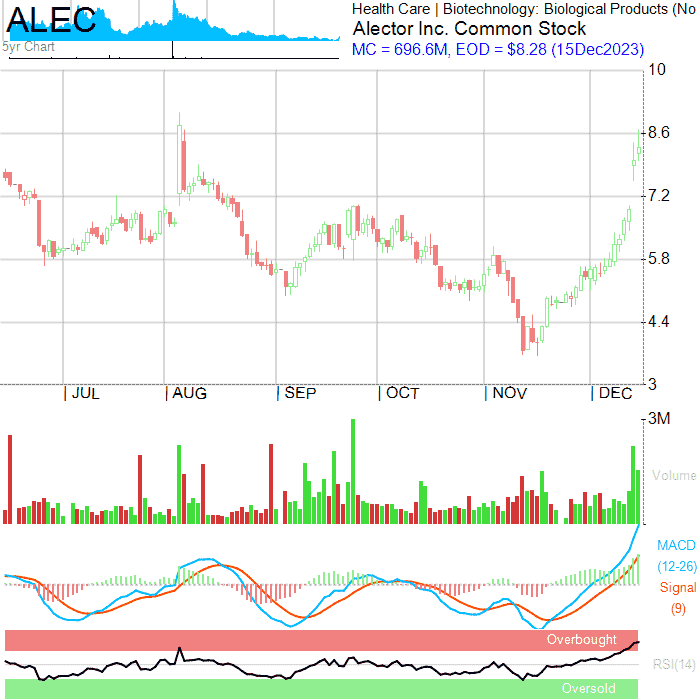 ALEC
Health Care | Biotechnology: Biological Products (No
Alector Inc. Common Stock
MC = 696.6M, EOD = $8.28 (15Dec2023)
5yr Chart
10
8.6
7.2
5.8
4.4
3
| JUL | AUG | SEP | OCT | NOV | DEC
3M
Volume
MACD
(12-26)
Signal
(9)
Overbought
RSI(14)
Oversold